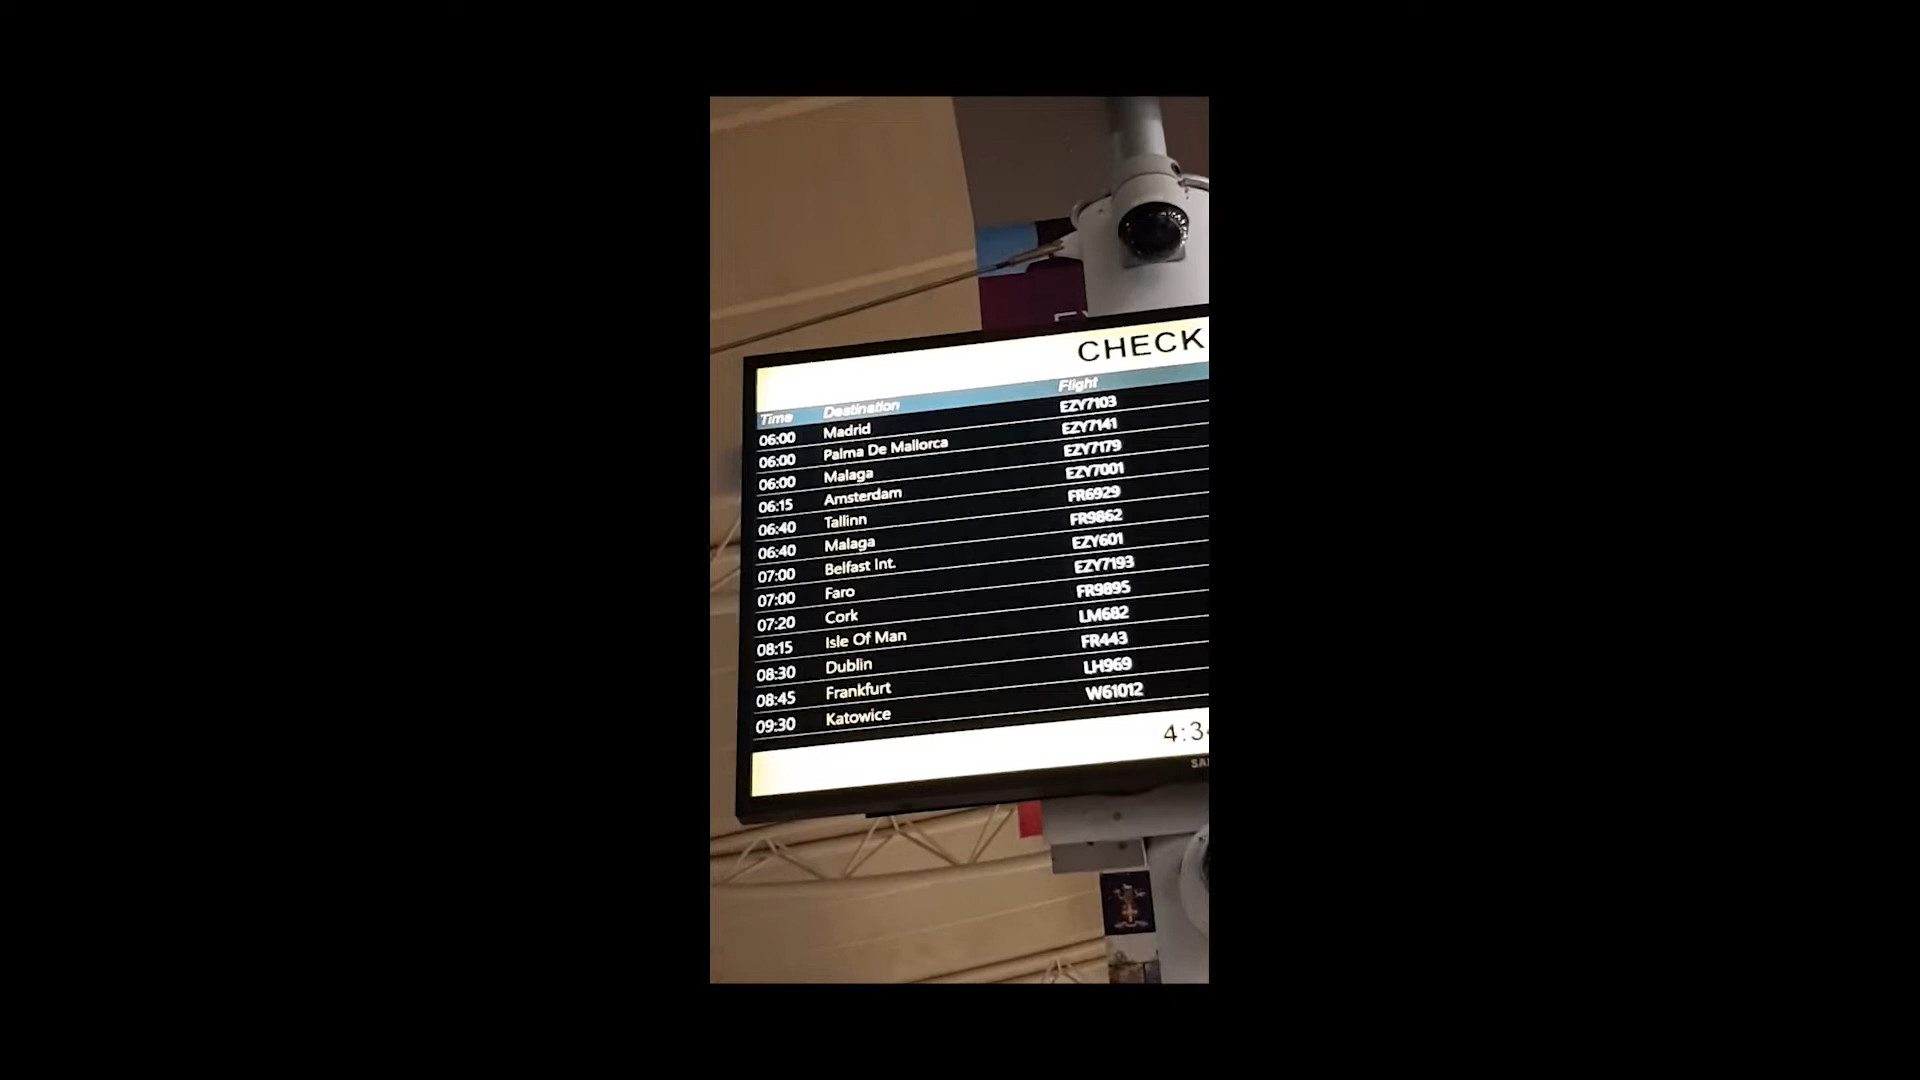 CHECK
Time Destination Flight
06:00 Madrid EZY7103
06:00 Palma De Mallorca EZY7141
06:00 Malaga EZY7179
06:15 Amsterdam EZY7001
06:40 Tallinn FR6929
06:40 Malaga FR9862
07:00 Belfast Int. EZY601
07:00 Faro EZY7193
07:20 Cork FR9895
08:15 Isle Of Man LM682
08:30 Dublin FR443
08:45 Frankfurt LH969
09:30 Katowice W61012
4:3